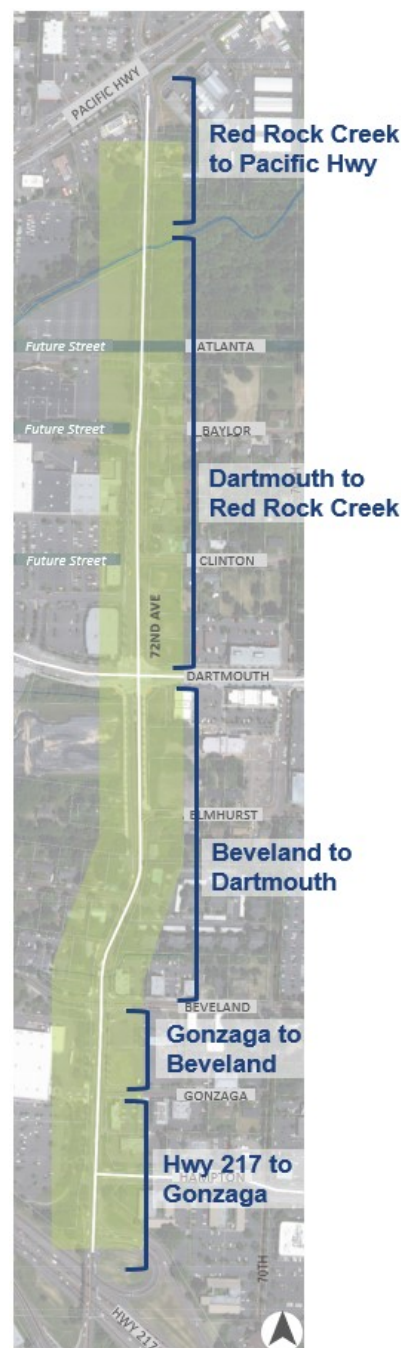 PACIFIC HWY
Red Rock Creek
to Pacific Hwy
Future Street
ATLANTA
Future Street
BAYLOR
Dartmouth to
Red Rock Creek
Future Street
CLINTON
72ND AVE
DARTMOUTH
ELMHURST
Beveland to
Dartmouth
BEVELAND
Gonzaga to
Beveland
GONZAGA
Hwy 217 to
Gonzaga
HAMPTON
70TH
HWY 217